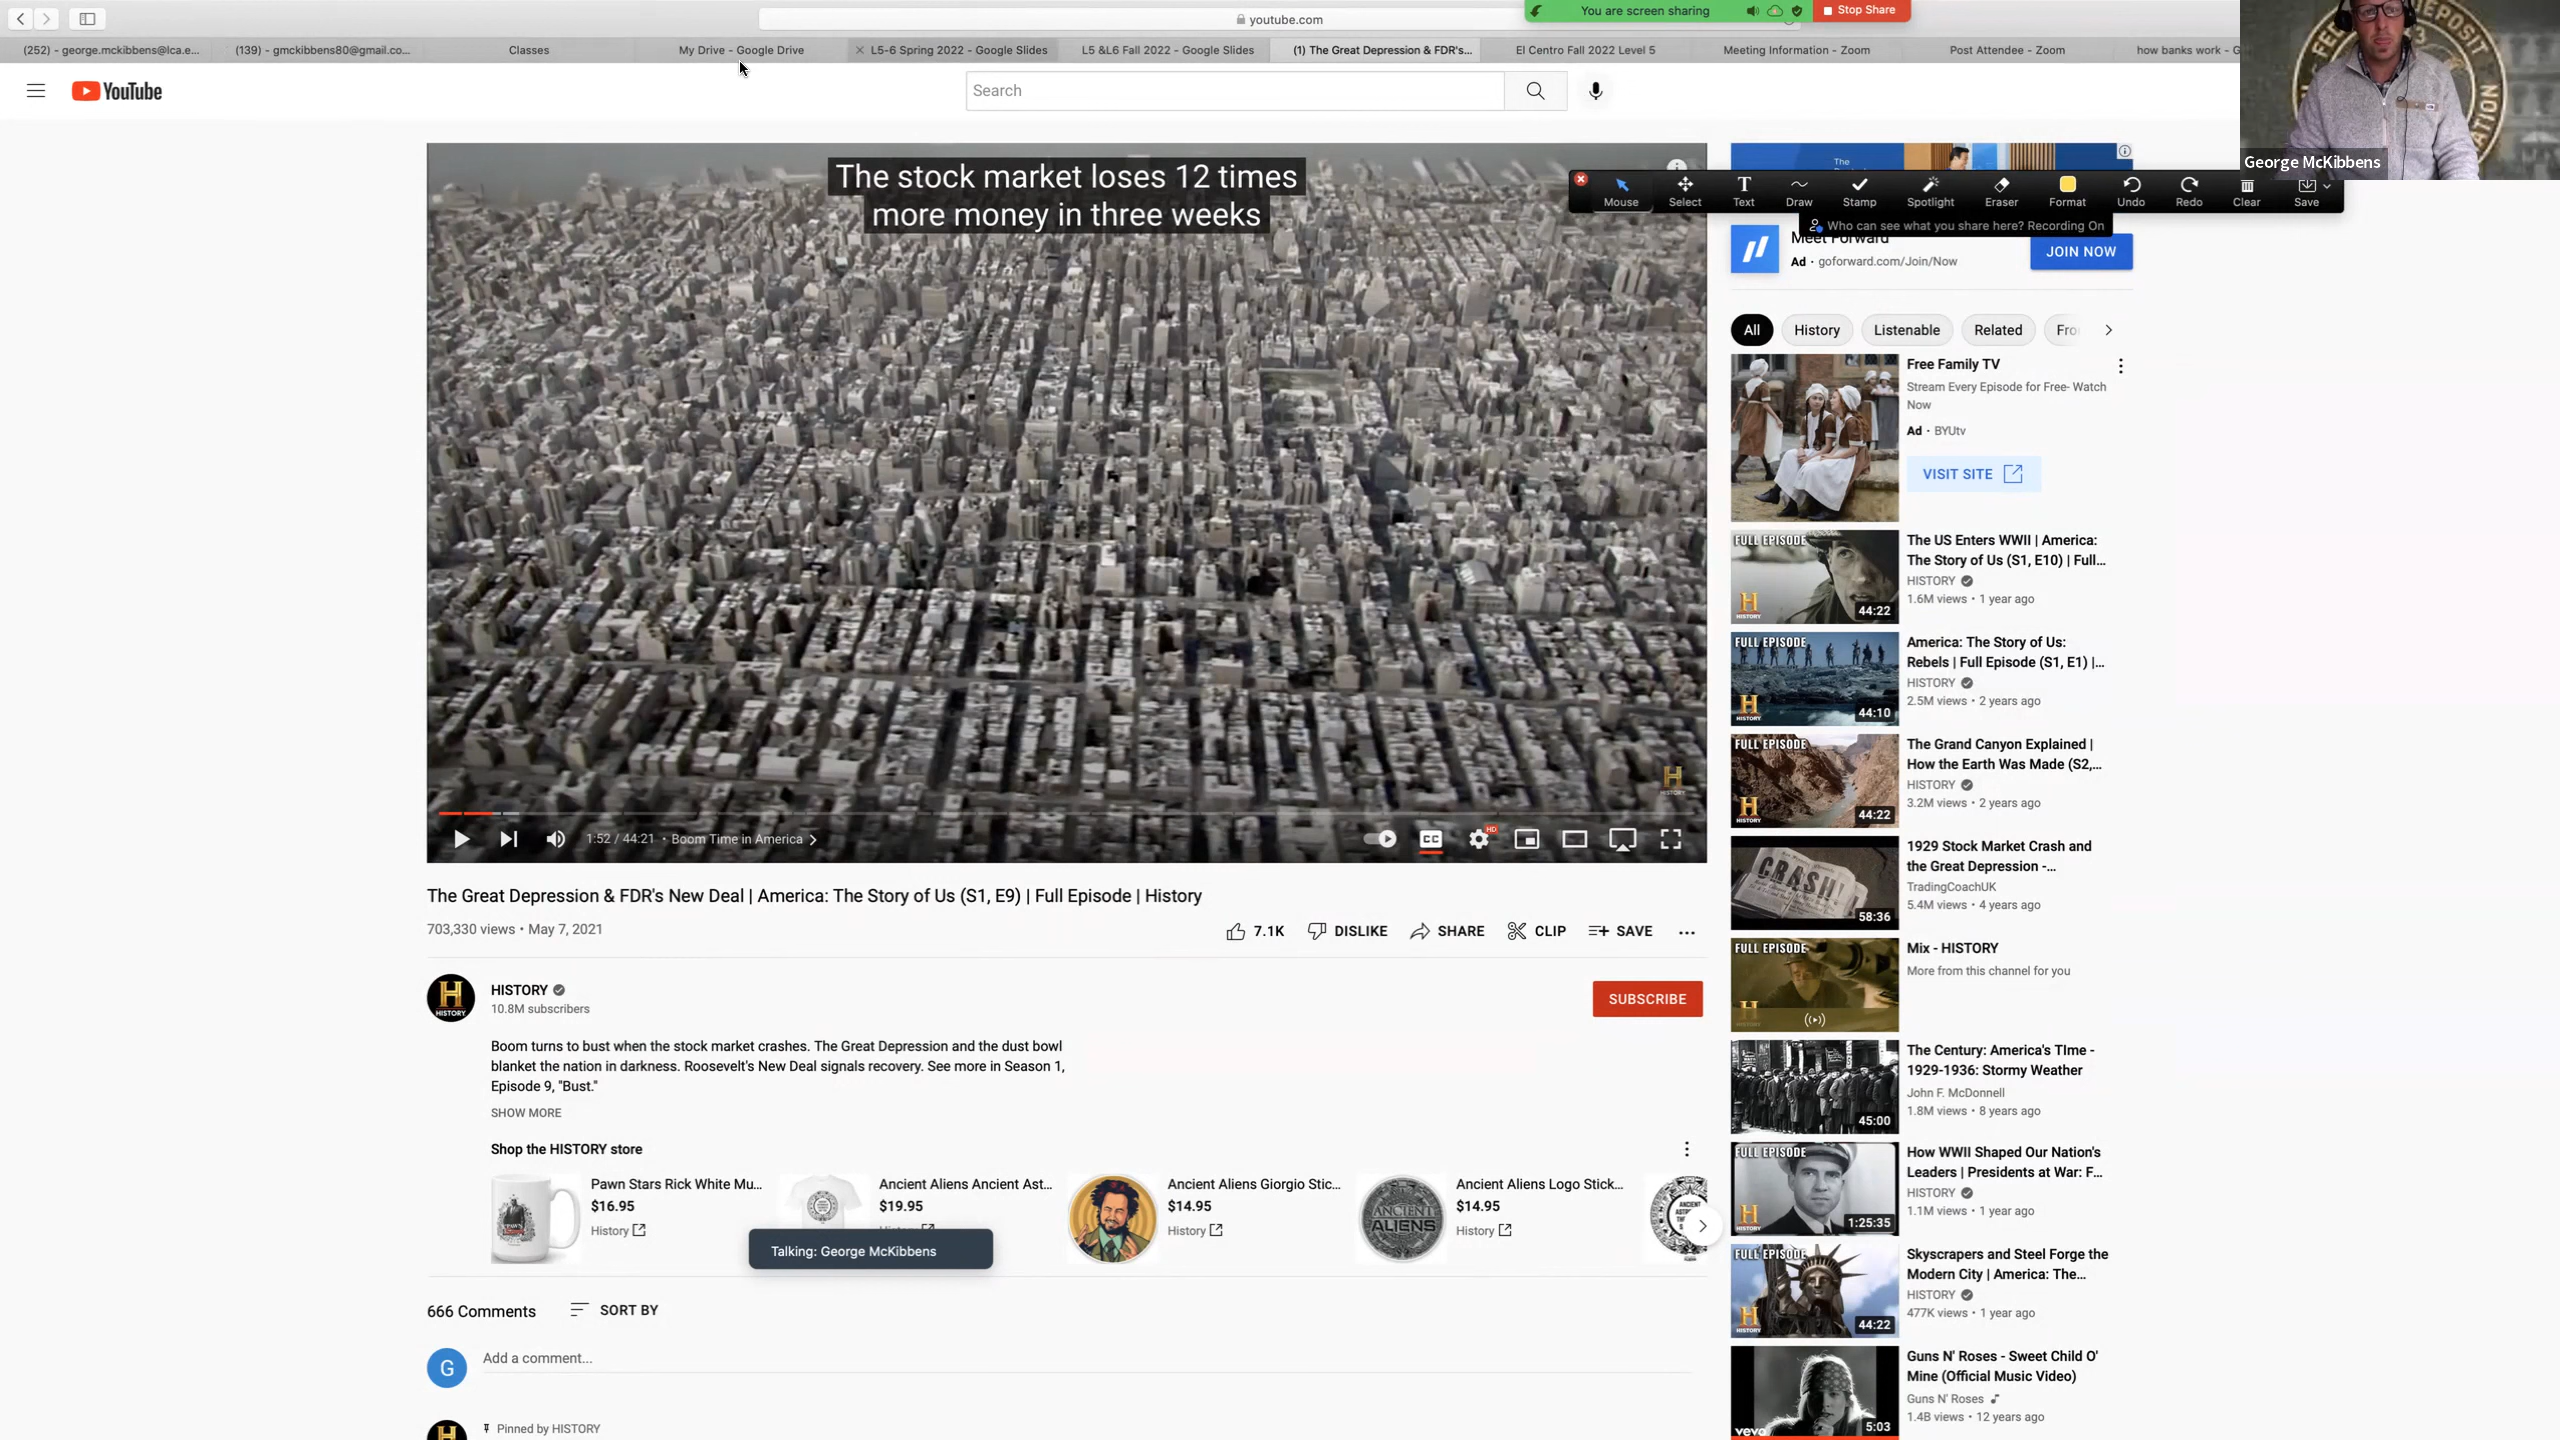 youtube.com
You are screen sharing
Stop Share
(252) - george.mckibbens@lca.e...
(139) - gmckibbens80@gmail.co...
Classes
My Drive - Google Drive
L5-6 Spring 2022 - Google Slides
L5 &L6 Fall 2022 - Google Slides
(1) The Great Depression & FDR's...
El Centro Fall 2022 Level 5
Meeting Information - Zoom
Post Attendee - Zoom
how banks work - G
YouTube
Search
George McKibbens
The stock market loses 12 times
more money in three weeks
The
Mouse
Select
Text
Draw
Stamp
Spotlight
Eraser
Format
Undo
Redo
Clear
Save
Who can see what you share here? Recording On
Meet Forward
Ad · goforward.com/Join/Now
JOIN NOW
All
History
Listenable
Related
Fro
Free Family TV
Stream Every Episode for Free- Watch
Now
Ad · BYUtv
VISIT SITE
FULL EPISODE
H
HISTORY
44:22
The US Enters WWII | America:
The Story of Us (S1, E10) | Full...
HISTORY
1.6M views • 1 year ago
FULL EPISODE
H
HISTORY
44:10
America: The Story of Us:
Rebels | Full Episode (S1, E1) |...
HISTORY
2.5M views • 2 years ago
FULL EPISODE
H
HISTORY
44:22
The Grand Canyon Explained |
How the Earth Was Made (S2,...
HISTORY
3.2M views • 2 years ago
CRASH!
58:36
1929 Stock Market Crash and
the Great Depression -...
TradingCoachUK
5.4M views • 4 years ago
FULL EPISODE
H
HISTORY
Mix - HISTORY
More from this channel for you
45:00
The Century: America's TIme -
1929-1936: Stormy Weather
John F. McDonnell
1.8M views • 8 years ago
FULL EPISODE
H
HISTORY
1:25:35
How WWII Shaped Our Nation's
Leaders | Presidents at War: F...
HISTORY
1.1M views • 1 year ago
FULL EPISODE
H
HISTORY
44:22
Skyscrapers and Steel Forge the
Modern City | America: The...
HISTORY
477K views • 1 year ago
vevo
5:03
Guns N' Roses - Sweet Child O'
Mine (Official Music Video)
Guns N' Roses
1.4B views • 12 years ago
H
HISTORY
1:52 / 44:21 • Boom Time in America
CC
HD
The Great Depression & FDR's New Deal | America: The Story of Us (S1, E9) | Full Episode | History
703,330 views • May 7, 2021
7.1K
DISLIKE
SHARE
CLIP
SAVE
H
HISTORY
HISTORY
10.8M subscribers
SUBSCRIBE
Boom turns to bust when the stock market crashes. The Great Depression and the dust bowl
blanket the nation in darkness. Roosevelt's New Deal signals recovery. See more in Season 1,
Episode 9, "Bust."
SHOW MORE
Shop the HISTORY store
Pawn Stars Rick White Mu...
$16.95
History
Ancient Aliens Ancient Ast...
$19.95
History
Ancient Aliens Giorgio Stic...
$14.95
History
ANCIENT
ALIENS
Ancient Aliens Logo Stick...
$14.95
History
Talking: George McKibbens
666 Comments
SORT BY
G
Add a comment...
Pinned by HISTORY